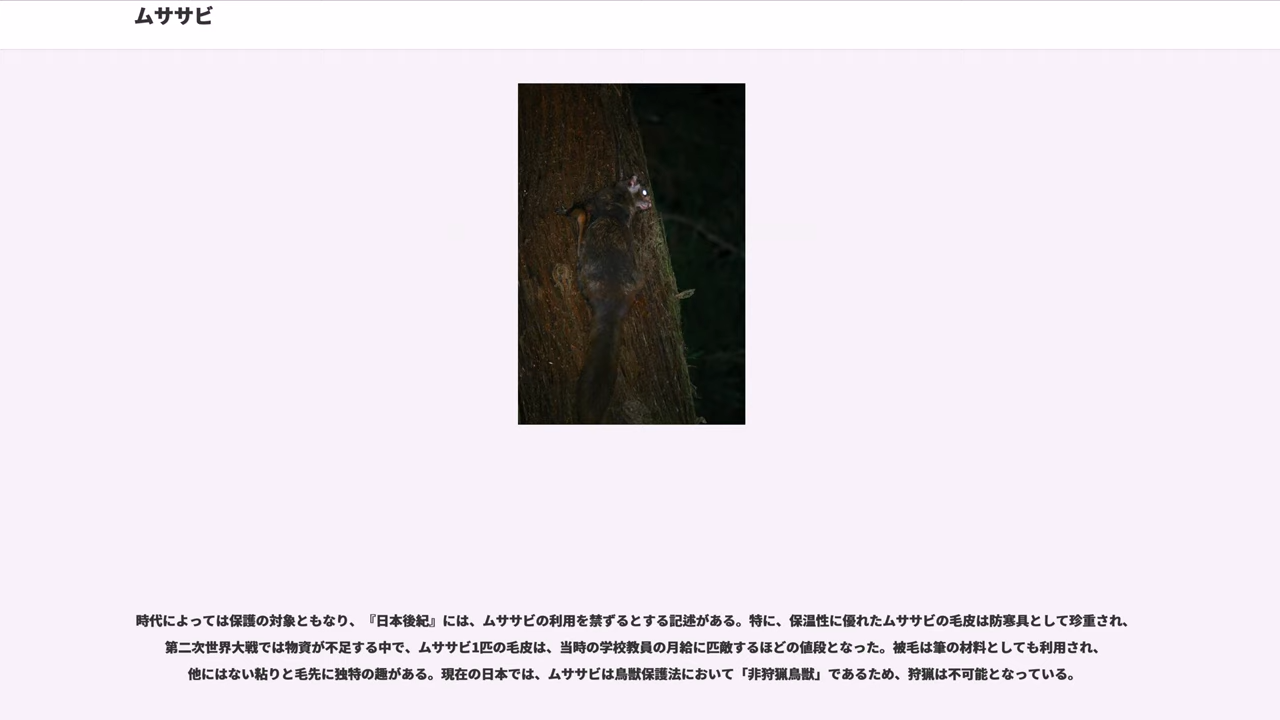 ムササビ
時代によっては保護の対象ともなり、『日本後紀』には、ムササビの利用を禁ずるとする記述がある。特に、保温性に優れたムササビの毛皮は防寒具として珍重され、
第二次世界大戦では物資が不足する中で、ムササビ1匹の毛皮は、当時の学校教員の月給に匹敵するほどの値段となった。被毛は筆の材料としても利用され、
他にはない粘りと毛先に独特の趣がある。現在の日本では、ムササビは鳥獣保護法において「非狩猟鳥獣」であるため、狩猟は不可能となっている。